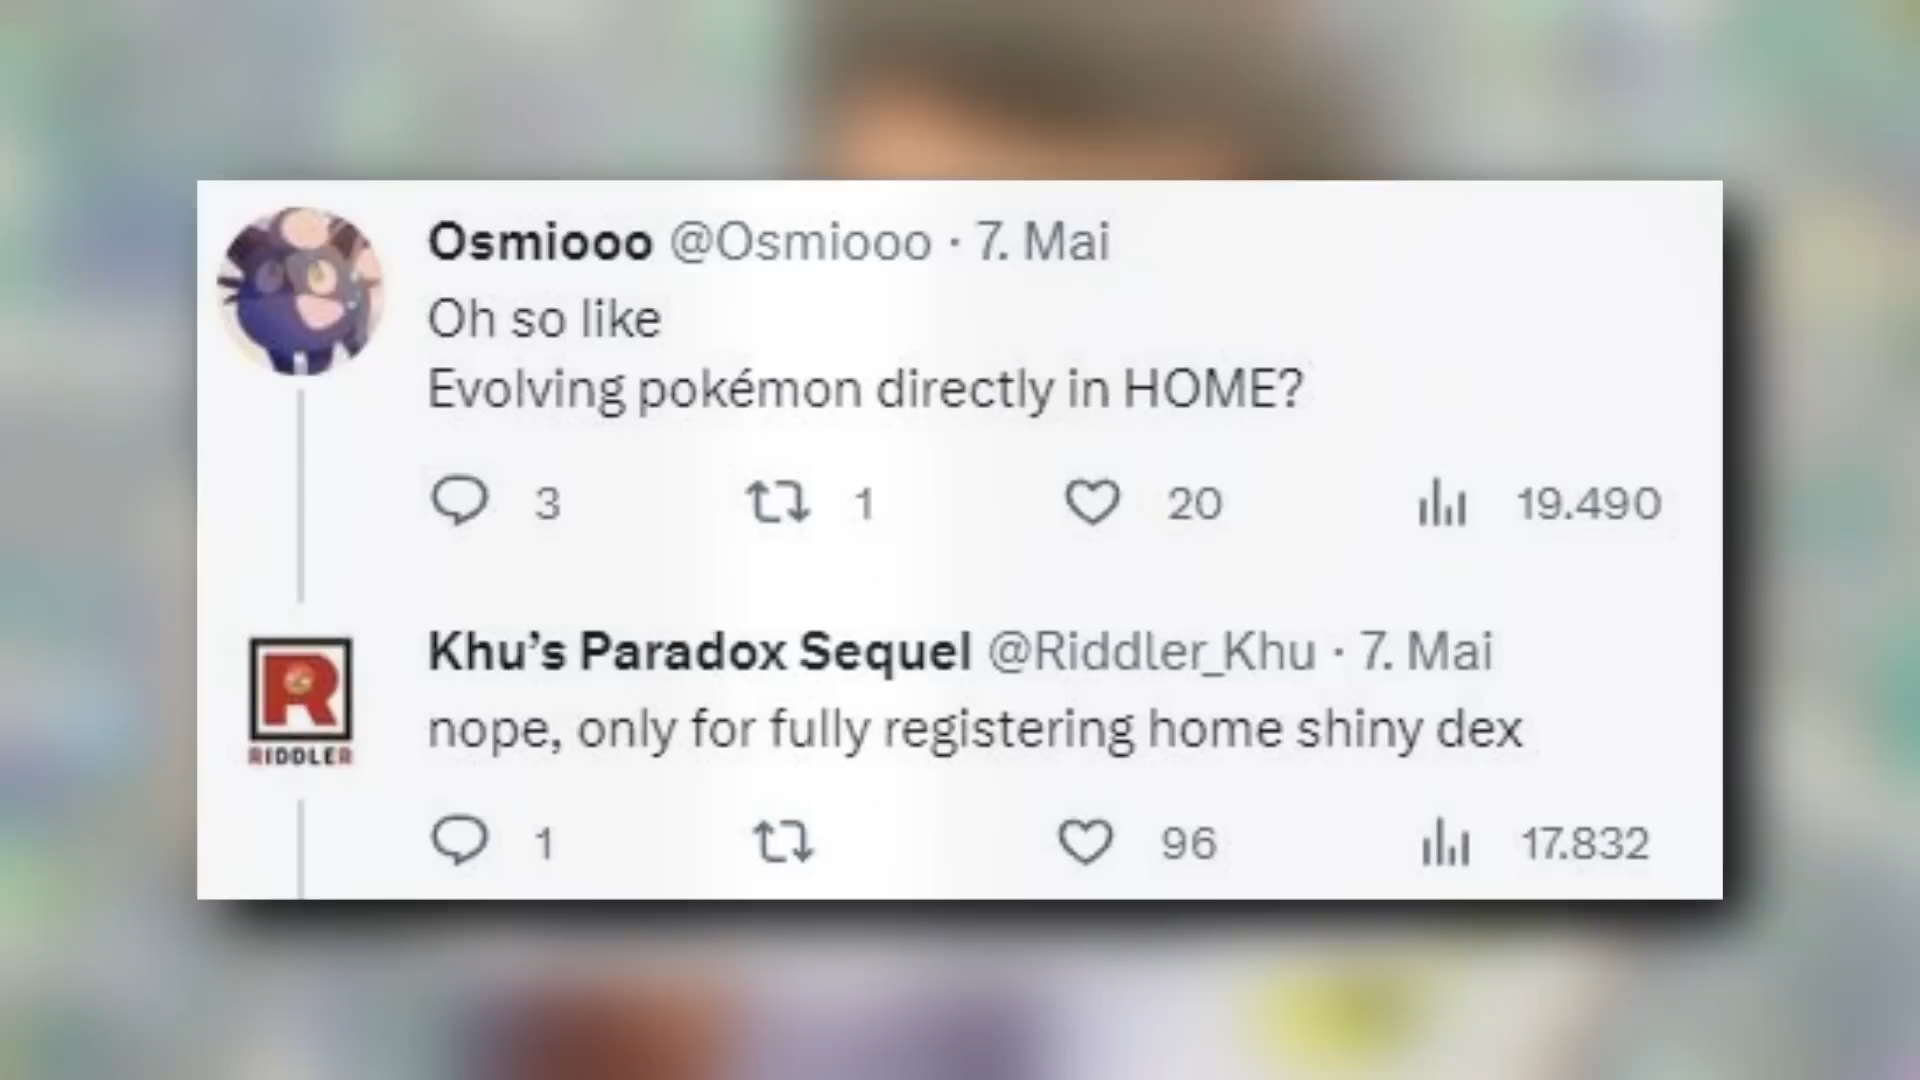 Osmiooo @Osmiooo · 7. Mai
Oh so like
Evolving pokémon directly in HOME?
3 1 20 19.490
Khu’s Paradox Sequel @Riddler_Khu · 7. Mai
R
RIDDLER
nope, only for fully registering home shiny dex
1 96 17.832